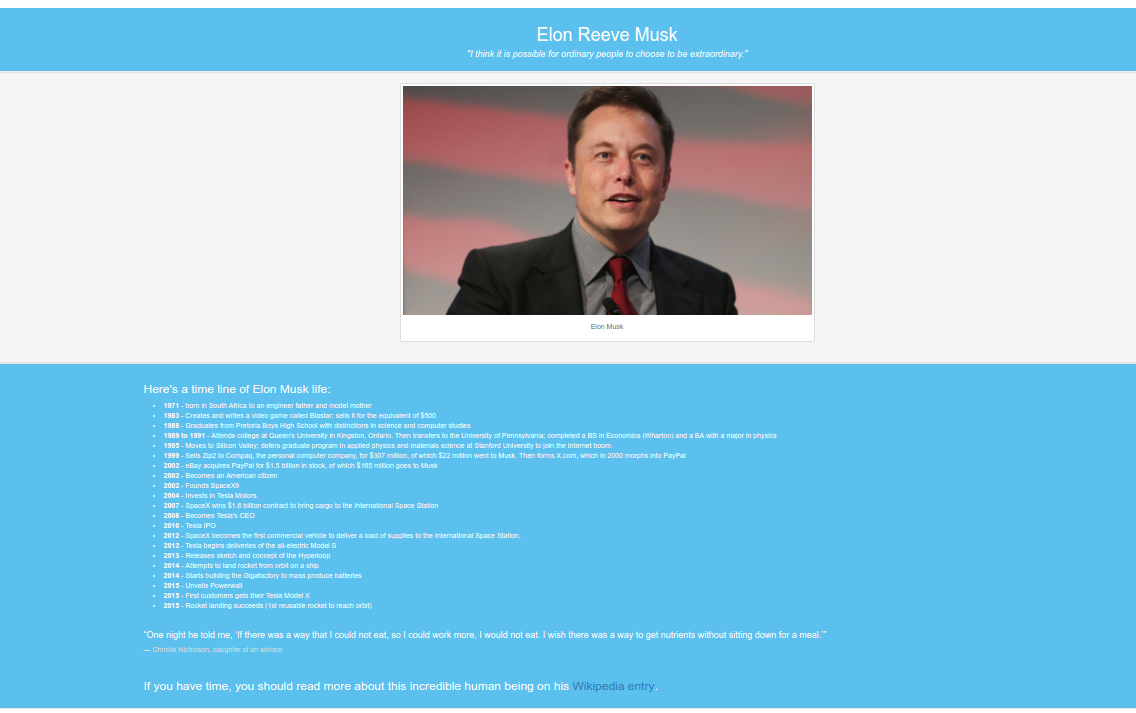 Elon Reeve Musk
"I think it is possible for ordinary people to choose to be extraordinary."
Elon Musk
Here's a time line of Elon Musk life:
1971 - born in South Africa to an engineer father and model mother
1983 - Creates and writes a video game called Blastar; sells it for the equivalent of $500
1988 - Graduates from Pretoria Boys High School with distinctions in science and computer studies
1989 to 1991 - Attends college at Queen's University in Kingston, Ontario. Then transfers to the University of Pennsylvania; completed a BS in Economics (Wharton) and a BA with a major in physics
1995 - Moves to Silicon Valley; defers graduate program in applied physics and materials science at Stanford University to join the Internet boom
1999 - Sells Zip2 to Compaq, the personal computer company, for $307 million, of which $22 million went to Musk. Then forms X.com, which in 2000 morphs into PayPal
2002 - eBay acquires PayPal for $1.5 billion in stock, of which $165 million goes to Musk
2002 - Becomes an American citizen
2002 - Founds SpaceX9
2004 - Invests in Tesla Motors
2007 - SpaceX wins $1.6 billion contract to bring cargo to the International Space Station
2008 - Becomes Tesla's CEO
2010 - Tesla IPO
2012 - SpaceX becomes the first commercial vehicle to deliver a load of supplies to the International Space Station.
2012 - Tesla begins deliveries of the all-electric Model S
2013 - Releases sketch and concept of the Hyperloop
2014 - Attempts to land rocket from orbit on a ship
2014 - Starts building the Gigafactory to mass produce batteries
2015 - Unveils Powerwall
2015 - First customers gets their Tesla Model X
2015 - Rocket landing succeeds (1st reusable rocket to reach orbit)
"One night he told me, 'If there was a way that I could not eat, so I could work more, I would not eat. I wish there was a way to get nutrients without sitting down for a meal.'"
— Christie Nicholson, daughter of an advisor
If you have time, you should read more about this incredible human being on his Wikipedia entry.